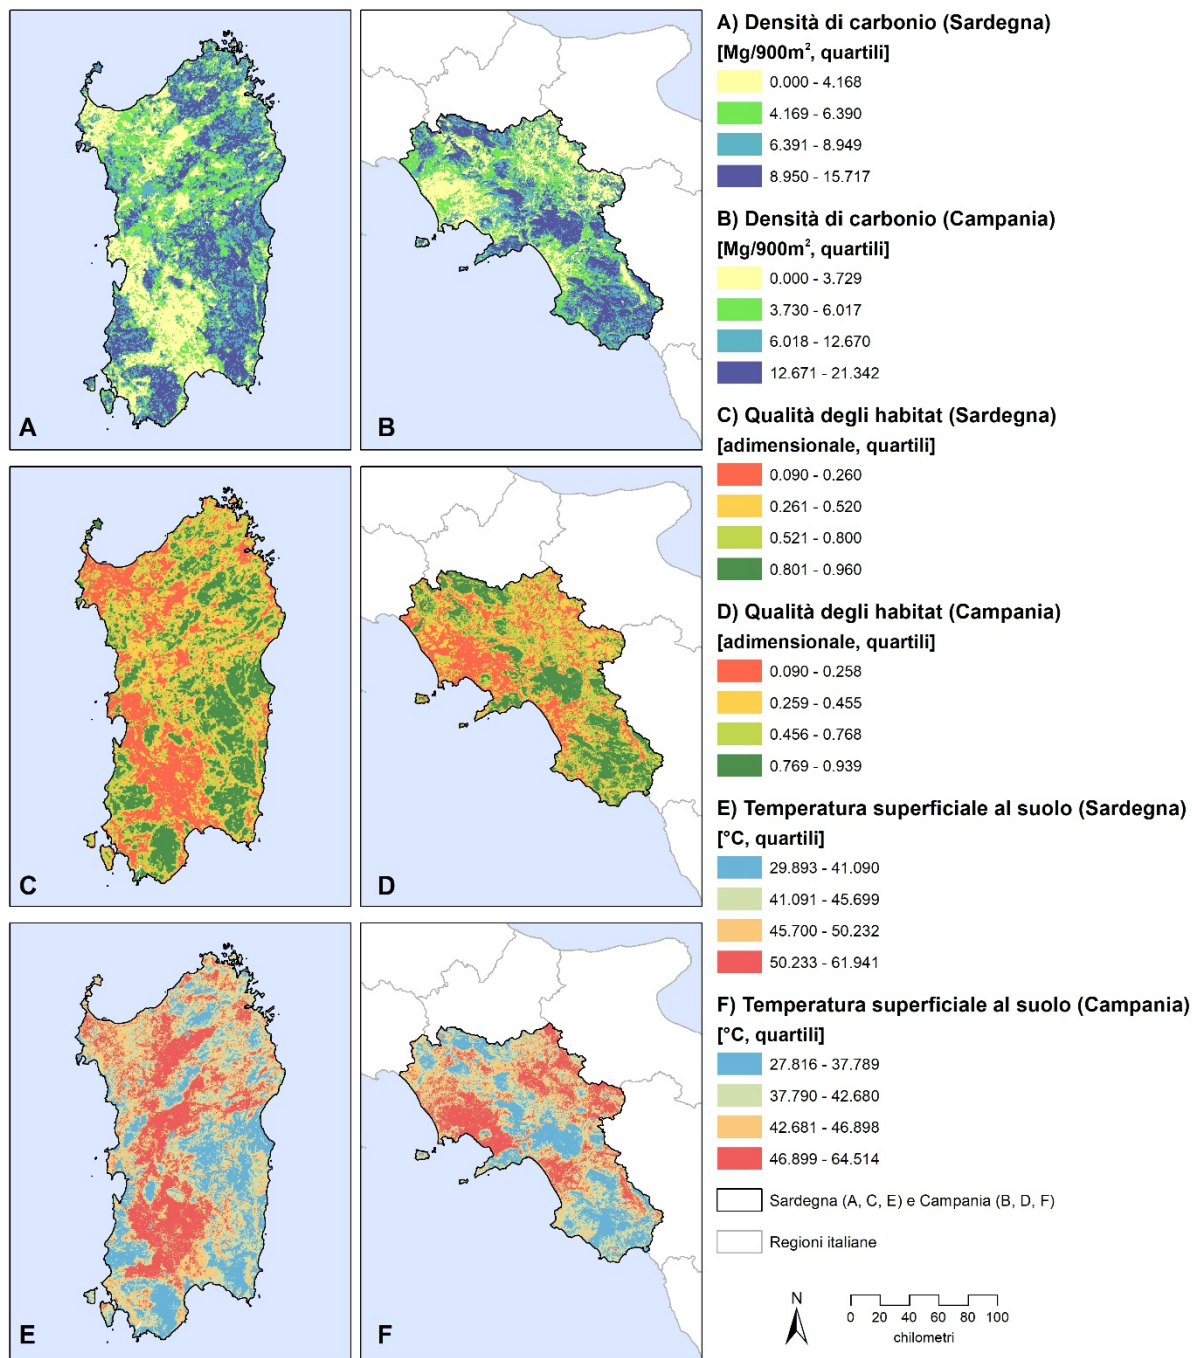 A
B
C
D
E
F
A) Densità di carbonio (Sardegna)
[Mg/900m², quartili]
0.000 - 4.168
4.169 - 6.390
6.391 - 8.949
8.950 - 15.717
B) Densità di carbonio (Campania)
[Mg/900m², quartili]
0.000 - 3.729
3.730 - 6.017
6.018 - 12.670
12.671 - 21.342
C) Qualità degli habitat (Sardegna)
[adimensionale, quartili]
0.090 - 0.260
0.261 - 0.520
0.521 - 0.800
0.801 - 0.960
D) Qualità degli habitat (Campania)
[adimensionale, quartili]
0.090 - 0.258
0.259 - 0.455
0.456 - 0.768
0.769 - 0.939
E) Temperatura superficiale al suolo (Sardegna)
[°C, quartili]
29.893 - 41.090
41.091 - 45.699
45.700 - 50.232
50.233 - 61.941
F) Temperatura superficiale al suolo (Campania)
[°C, quartili]
27.816 - 37.789
37.790 - 42.680
42.681 - 46.898
46.899 - 64.514
Sardegna (A, C, E) e Campania (B, D, F)
Regioni italiane
N
0 20 40 60 80 100
chilometri